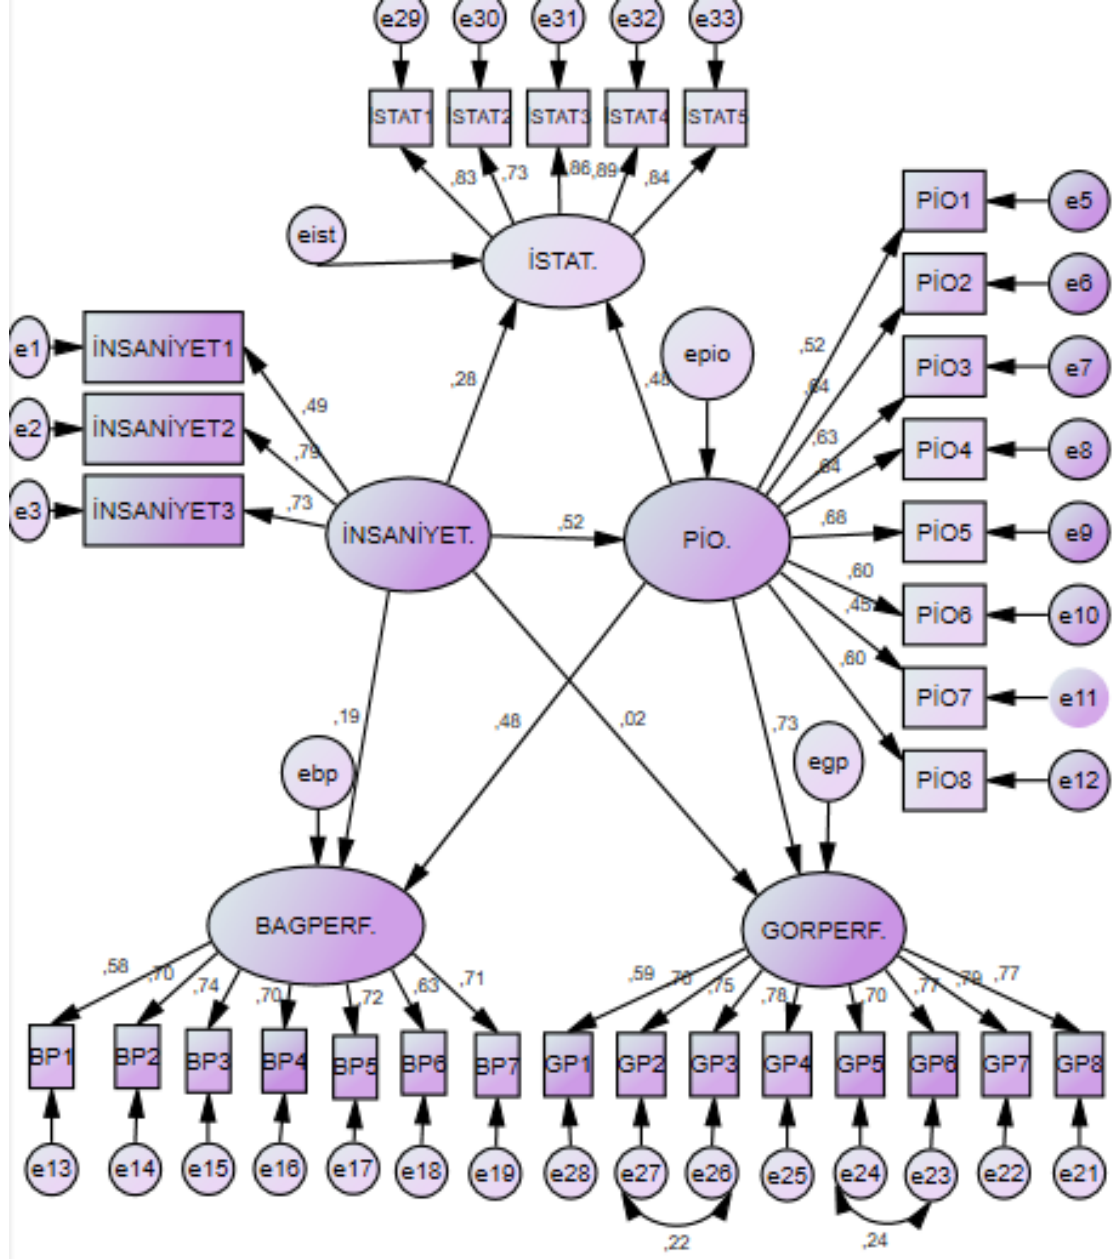 e29 e30 e31 e32 e33
İSTAT1 İSTAT2 İSTAT3 İSTAT4 İSTAT5
,83 ,73 ,86 ,89 ,84
eist
İSTAT.
PİO1 e5
PİO2 e6
PİO3 e7
PİO4 e8
PİO5 e9
PİO6 e10
PİO7 e11
PİO8 e12
epio
,52
,64
,63
,64
,68
,60
,45
,60
e1 İNSANİYET1
e2 İNSANİYET2
e3 İNSANİYET3
,49
,79
,73
,28
,48
İNSANİYET.
,52
PİO.
,19
,48
,02
,73
ebp
egp
BAGPERF.
GORPERF.
,58 ,70 ,74 ,70 ,72 ,63 ,71
,59 ,75 ,78 ,70 ,77 ,79 ,77
BP1 BP2 BP3 BP4 BP5 BP6 BP7
GP1 GP2 GP3 GP4 GP5 GP6 GP7 GP8
e13 e14 e15 e16 e17 e18 e19
e28 e27 e26 e25 e24 e23 e22 e21
,22
,24